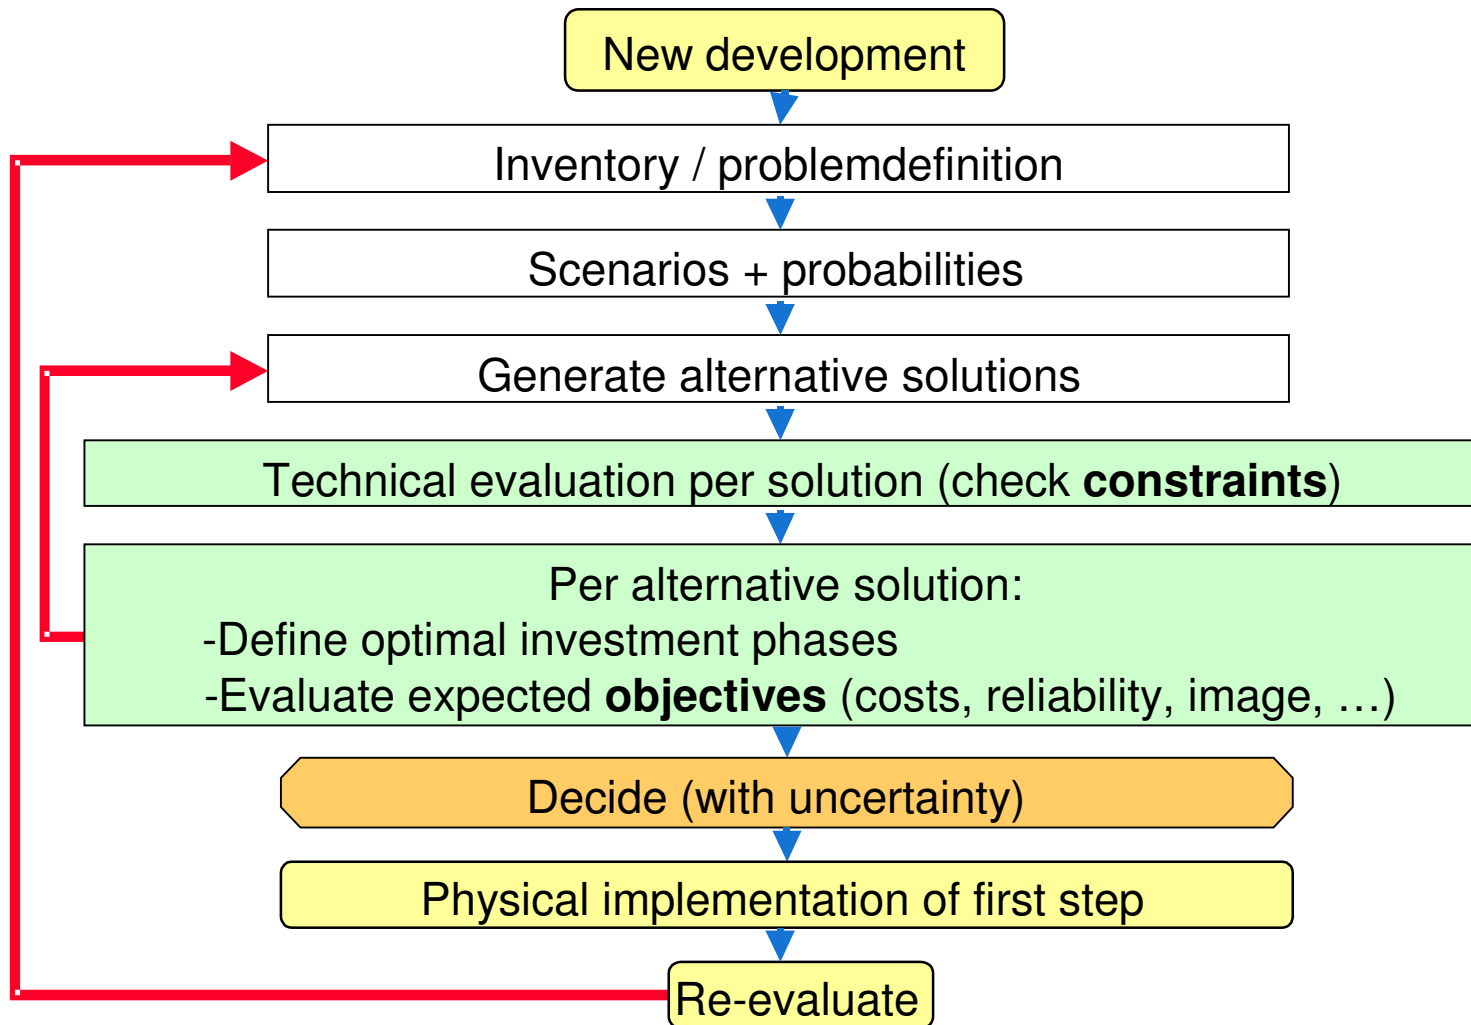 New development
Inventory / problemdefinition
Scenarios + probabilities
Generate alternative solutions
Technical evaluation per solution (check constraints)
Per alternative solution:
-Define optimal investment phases
-Evaluate expected objectives (costs, reliability, image, …)
Decide (with uncertainty)
Physical implementation of first step
Re-evaluate